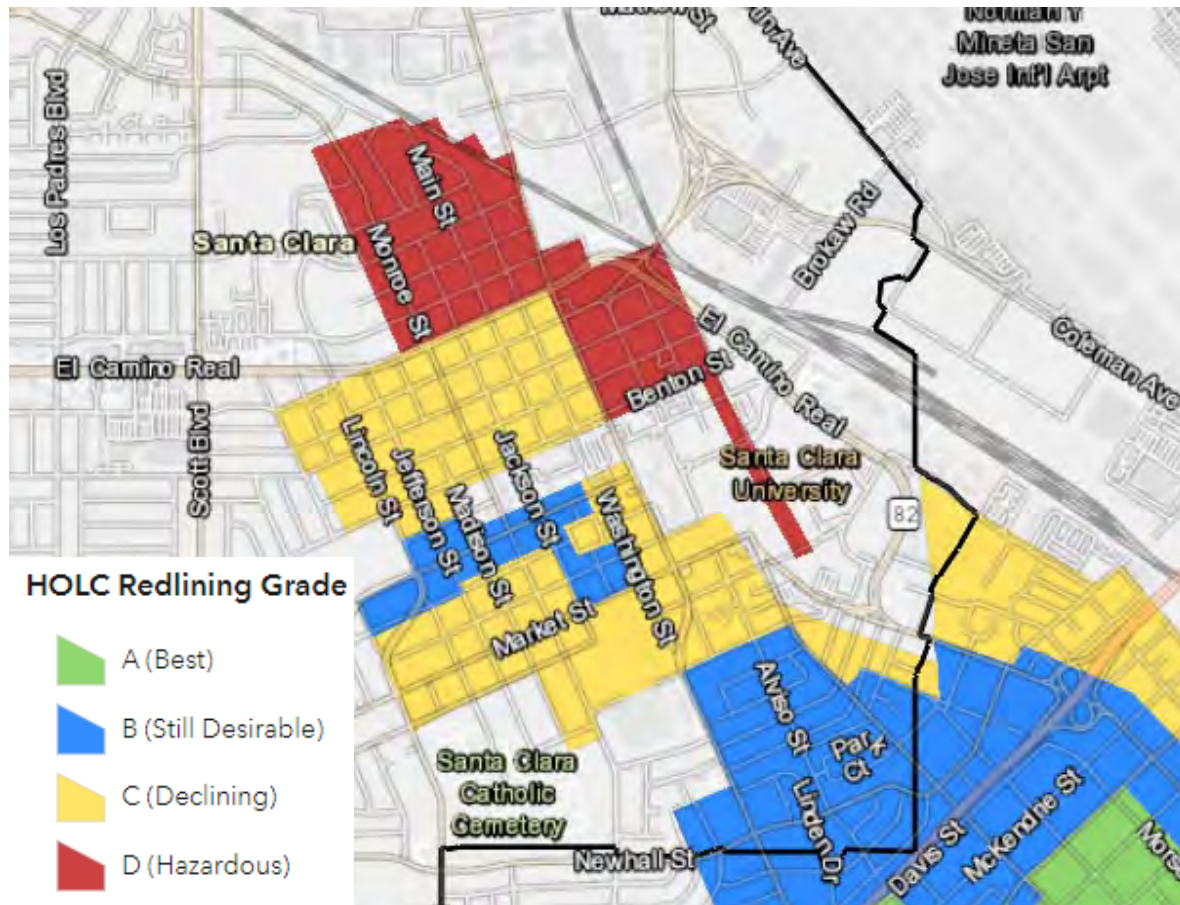 Norman Y
Mineta San
Jose Int'l Arpt
Los Padres Blvd
Main St
Brokaw Rd
Santa Clara
Monroe St
Coleman Ave
El Camino Real
El Camino Real
Benton St
Scott Blvd
Lincoln St
Jefferson St
Madison St
Jackson St
Washington St
Santa Clara
University
82
Market St
HOLC Redlining Grade
A (Best)
B (Still Desirable)
C (Declining)
D (Hazardous)
Alviso St
Park
Ct
Linden Dr
Santa Clara
Catholic
Cemetery
Newhall St
Davis St
McKendrie St